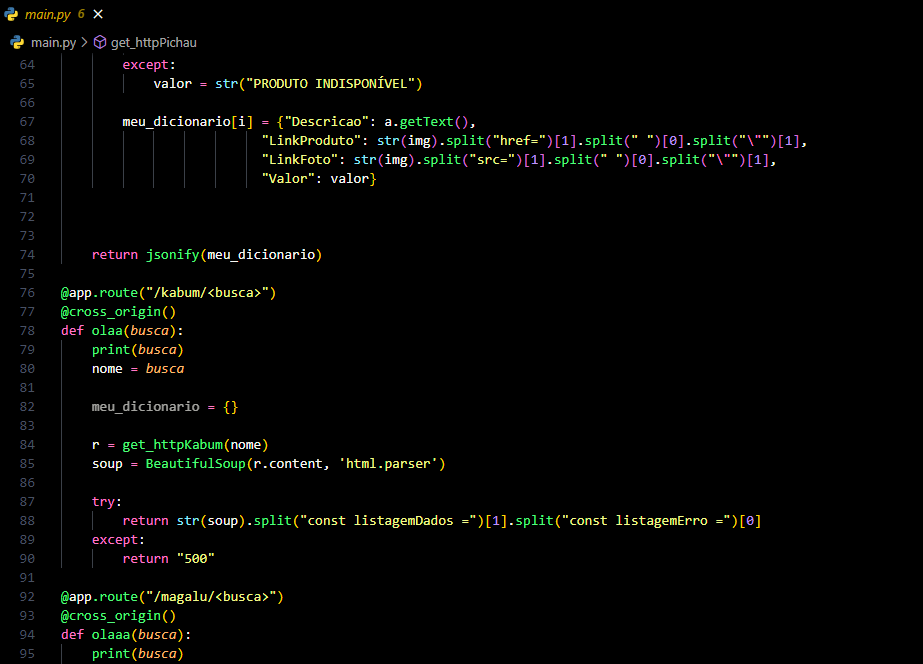 main.py 6 ×
main.py > get_httpPichau
64 except:
65 valor = str("PRODUTO INDISPONÍVEL")
66
67 meu_dicionario[i] = {"Descricao": a.getText(),
68 "LinkProduto": str(img).split("href=")[1].split(" ")[0].split("\"")[1],
69 "LinkFoto": str(img).split("src=")[1].split(" ")[0].split("\"")[1],
70 "Valor": valor}
71
72
73
74 return jsonify(meu_dicionario)
75
76 @app.route("/kabum/<busca>")
77 @cross_origin()
78 def olaa(busca):
79 print(busca)
80 nome = busca
81
82 meu_dicionario = {}
83
84 r = get_httpKabum(nome)
85 soup = BeautifulSoup(r.content, 'html.parser')
86
87 try:
88 return str(soup).split("const listagemDados =")[1].split("const listagemErro =")[0]
89 except:
90 return "500"
91
92 @app.route("/magalu/<busca>")
93 @cross_origin()
94 def olaaa(busca):
95 print(busca)